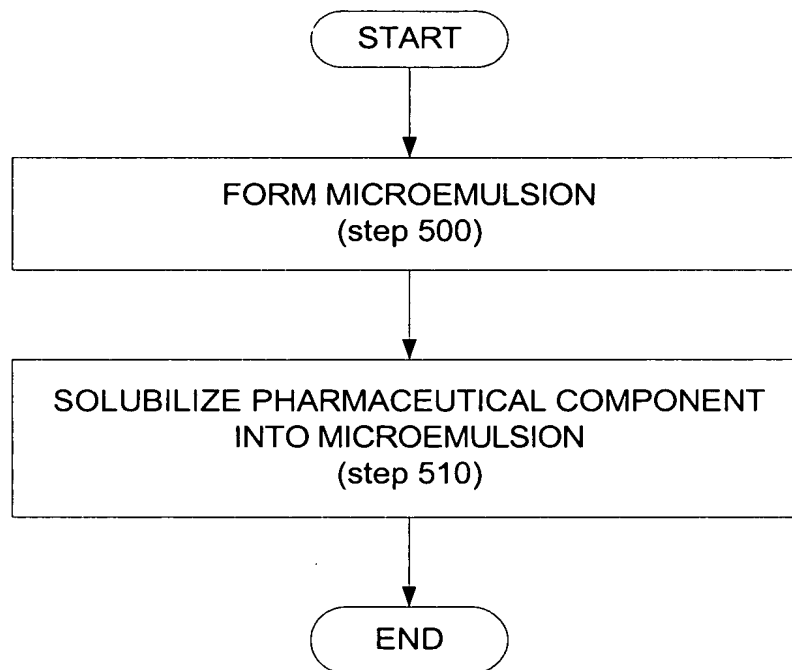 START
FORM MICROEMULSION
(step 500)
SOLUBILIZE PHARMACEUTICAL COMPONENT
INTO MICROEMULSION
(step 510)
END